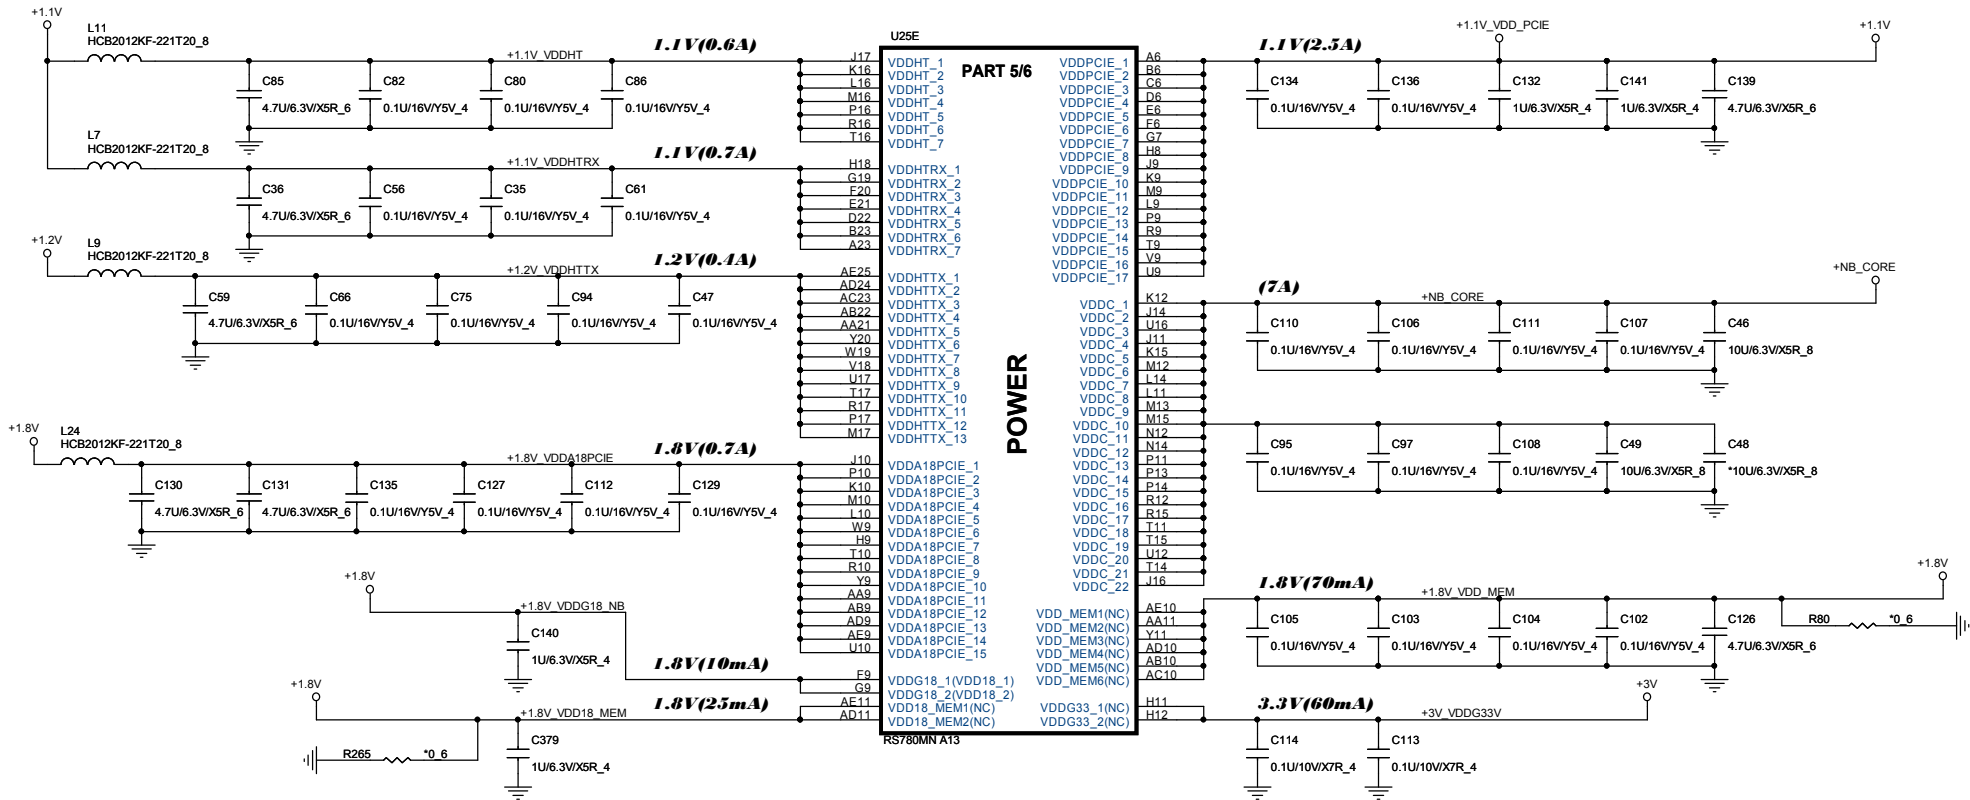 +1.1V
L11
HCB2012KF-221T20_8
+1.1V_VDDHT
1.1V(0.6A)
C85
4.7U/6.3V/X5R_6
C82
0.1U/16V/Y5V_4
C80
0.1U/16V/Y5V_4
C86
0.1U/16V/Y5V_4
L7
HCB2012KF-221T20_8
+1.1V_VDDHTRX
1.1V(0.7A)
C36
4.7U/6.3V/X5R_6
C56
0.1U/16V/Y5V_4
C35
0.1U/16V/Y5V_4
C61
0.1U/16V/Y5V_4
+1.2V
L9
HCB2012KF-221T20_8
+1.2V_VDDHTTX
1.2V(0.4A)
C59
4.7U/6.3V/X5R_6
C66
0.1U/16V/Y5V_4
C75
0.1U/16V/Y5V_4
C94
0.1U/16V/Y5V_4
C47
0.1U/16V/Y5V_4
+1.8V
L24
HCB2012KF-221T20_8
+1.8V_VDDA18PCIE
1.8V(0.7A)
C130
4.7U/6.3V/X5R_6
C131
4.7U/6.3V/X5R_6
C135
0.1U/16V/Y5V_4
C127
0.1U/16V/Y5V_4
C112
0.1U/16V/Y5V_4
C129
0.1U/16V/Y5V_4
+1.8V
+1.8V_VDDG18_NB
C140
1U/6.3V/X5R_4
1.8V(10mA)
+1.8V
+1.8V_VDD18_MEM
1.8V(25mA)
R265
*0_6
C379
1U/6.3V/X5R_4
U25E
PART 5/6
POWER
J17 VDDHT_1
K16 VDDHT_2
L16 VDDHT_3
M16 VDDHT_4
P16 VDDHT_5
R16 VDDHT_6
T16 VDDHT_7
H18 VDDHTRX_1
G19 VDDHTRX_2
F20 VDDHTRX_3
E21 VDDHTRX_4
D22 VDDHTRX_5
B23 VDDHTRX_6
A23 VDDHTRX_7
AE25 VDDHTTX_1
AD24 VDDHTTX_2
AC23 VDDHTTX_3
AB22 VDDHTTX_4
AA21 VDDHTTX_5
Y20 VDDHTTX_6
W19 VDDHTTX_7
V18 VDDHTTX_8
U17 VDDHTTX_9
T17 VDDHTTX_10
R17 VDDHTTX_11
P17 VDDHTTX_12
M17 VDDHTTX_13
J10 VDDA18PCIE_1
P10 VDDA18PCIE_2
K10 VDDA18PCIE_3
M10 VDDA18PCIE_4
L10 VDDA18PCIE_5
W9 VDDA18PCIE_6
H9 VDDA18PCIE_7
T10 VDDA18PCIE_8
R10 VDDA18PCIE_9
Y9 VDDA18PCIE_10
AA9 VDDA18PCIE_11
AB9 VDDA18PCIE_12
AD9 VDDA18PCIE_13
AE9 VDDA18PCIE_14
U10 VDDA18PCIE_15
F9 VDDG18_1(VDD18_1)
G9 VDDG18_2(VDD18_2)
AE11 VDD18_MEM1(NC)
AD11 VDD18_MEM2(NC)
VDDPCIE_1 A6
VDDPCIE_2 B6
VDDPCIE_3 C6
VDDPCIE_4 D6
VDDPCIE_5 E6
VDDPCIE_6 F6
VDDPCIE_7 G7
VDDPCIE_8 H8
VDDPCIE_9 J9
VDDPCIE_10 K9
VDDPCIE_11 M9
VDDPCIE_12 L9
VDDPCIE_13 P9
VDDPCIE_14 R9
VDDPCIE_15 T9
VDDPCIE_16 V9
VDDPCIE_17 U9
VDDC_1 K12
VDDC_2 J14
VDDC_3 U16
VDDC_4 J11
VDDC_5 K15
VDDC_6 M12
VDDC_7 L14
VDDC_8 L11
VDDC_9 M13
VDDC_10 M15
VDDC_11 N12
VDDC_12 N14
VDDC_13 P11
VDDC_14 P13
VDDC_15 P14
VDDC_16 R12
VDDC_17 R15
VDDC_18 T11
VDDC_19 T15
VDDC_20 U12
VDDC_21 T14
VDDC_22 J16
VDD_MEM1(NC) AE10
VDD_MEM2(NC) AA11
VDD_MEM3(NC) Y11
VDD_MEM4(NC) AD10
VDD_MEM5(NC) AB10
VDD_MEM6(NC) AC10
VDDG33_1(NC) H11
VDDG33_2(NC) H12
RS780MN A13
1.1V(2.5A)
+1.1V_VDD_PCIE
+1.1V
C134
0.1U/16V/Y5V_4
C136
0.1U/16V/Y5V_4
C132
1U/6.3V/X5R_4
C141
1U/6.3V/X5R_4
C139
4.7U/6.3V/X5R_6
(7A)
+NB_CORE
+NB_CORE
C110
0.1U/16V/Y5V_4
C106
0.1U/16V/Y5V_4
C111
0.1U/16V/Y5V_4
C107
0.1U/16V/Y5V_4
C46
10U/6.3V/X5R_8
C95
0.1U/16V/Y5V_4
C97
0.1U/16V/Y5V_4
C108
0.1U/16V/Y5V_4
C49
10U/6.3V/X5R_8
C48
*10U/6.3V/X5R_8
1.8V(70mA)
+1.8V_VDD_MEM
+1.8V
C105
0.1U/16V/Y5V_4
C103
0.1U/16V/Y5V_4
C104
0.1U/16V/Y5V_4
C102
0.1U/16V/Y5V_4
C126
4.7U/6.3V/X5R_6
R80
*0_6
3.3V(60mA)
+3V_VDDG33V
+3V
C114
0.1U/10V/X7R_4
C113
0.1U/10V/X7R_4